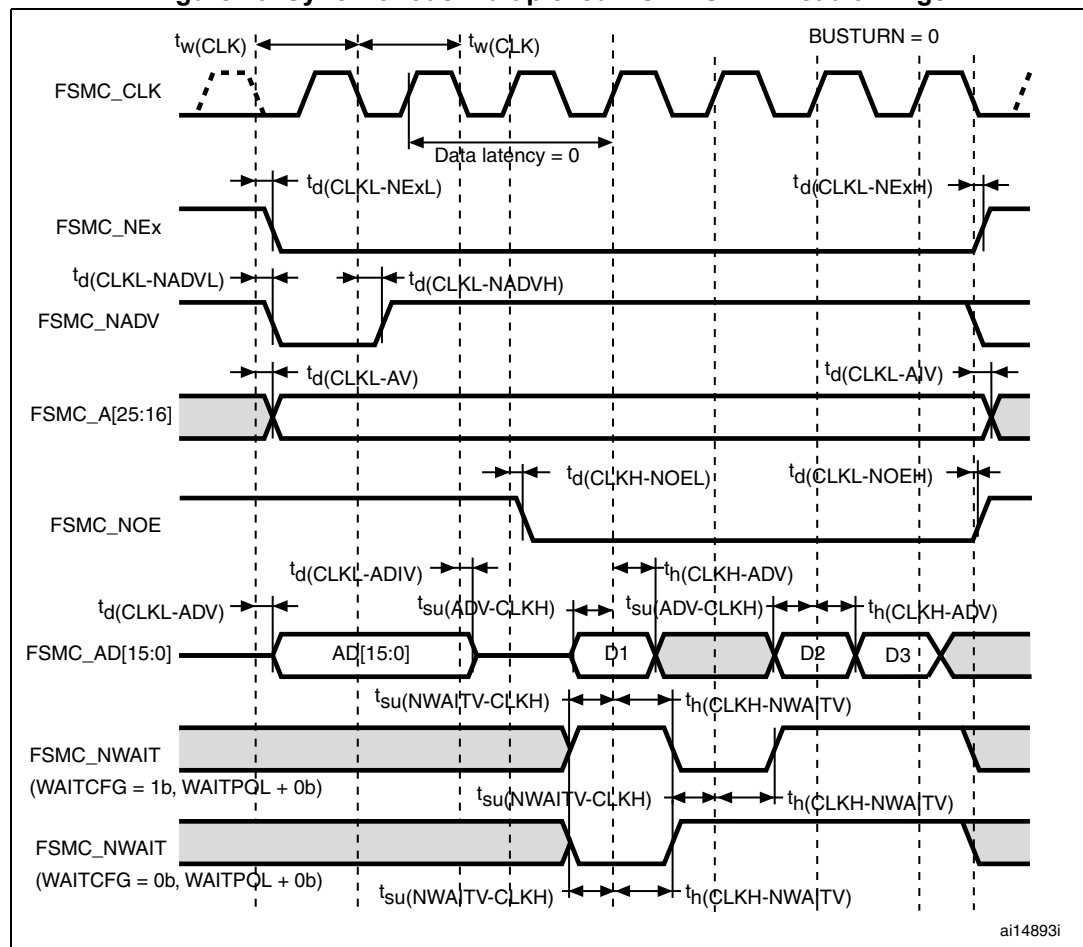 tw(CLK) tw(CLK) BUSTURN = 0
FSMC_CLK
Data latency = 0
td(CLKL-NExL) td(CLKL-NExH)
FSMC_NEx
td(CLKL-NADVL) td(CLKL-NADVH)
FSMC_NADV
td(CLKL-AV) td(CLKL-AIV)
FSMC_A[25:16]
td(CLKH-NOEL) td(CLKL-NOEH)
FSMC_NOE
td(CLKL-ADIV) th(CLKH-ADV)
td(CLKL-ADV) tsu(ADV-CLKH) tsu(ADV-CLKH) th(CLKH-ADV)
FSMC_AD[15:0] AD[15:0] D1 D2 D3
tsu(NWAITV-CLKH) th(CLKH-NWAITV)
FSMC_NWAIT
(WAITCFG = 1b, WAITPOL + 0b)
tsu(NWAITV-CLKH) th(CLKH-NWAITV)
FSMC_NWAIT
(WAITCFG = 0b, WAITPOL + 0b)
tsu(NWAITV-CLKH) th(CLKH-NWAITV)
ai14893i